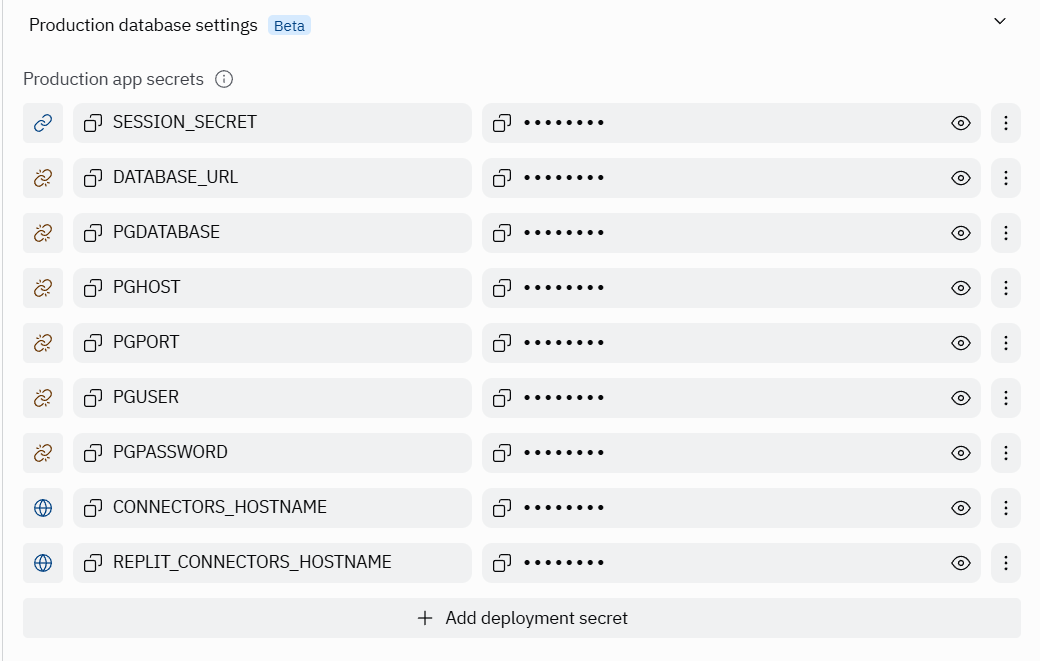 Production database settings Beta
Production app secrets
SESSION_SECRET ••••••••
DATABASE_URL ••••••••
PGDATABASE ••••••••
PGHOST ••••••••
PGPORT ••••••••
PGUSER ••••••••
PGPASSWORD ••••••••
CONNECTORS_HOSTNAME ••••••••
REPLIT_CONNECTORS_HOSTNAME ••••••••
+ Add deployment secret